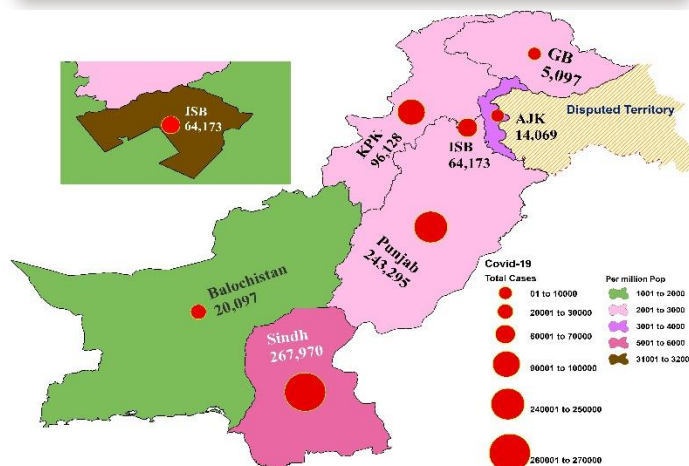 ISB
64,173
GB
5,097
Disputed Territory
AJK
14,069
KPK
96,128
ISB
64,173
Punjab
243,295
Balochistan
20,097
Sindh
267,970
Covid-19
Total Cases
01 to 10000
20001 to 30000
60001 to 70000
90001 to 100000
240001 to 250000
260001 to 270000
Per million Pop
1001 to 2000
2001 to 3000
3001 to 4000
5001 to 6000
31001 to 3200